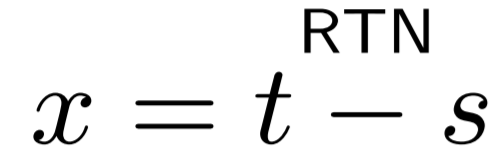 RTN
x = t − s